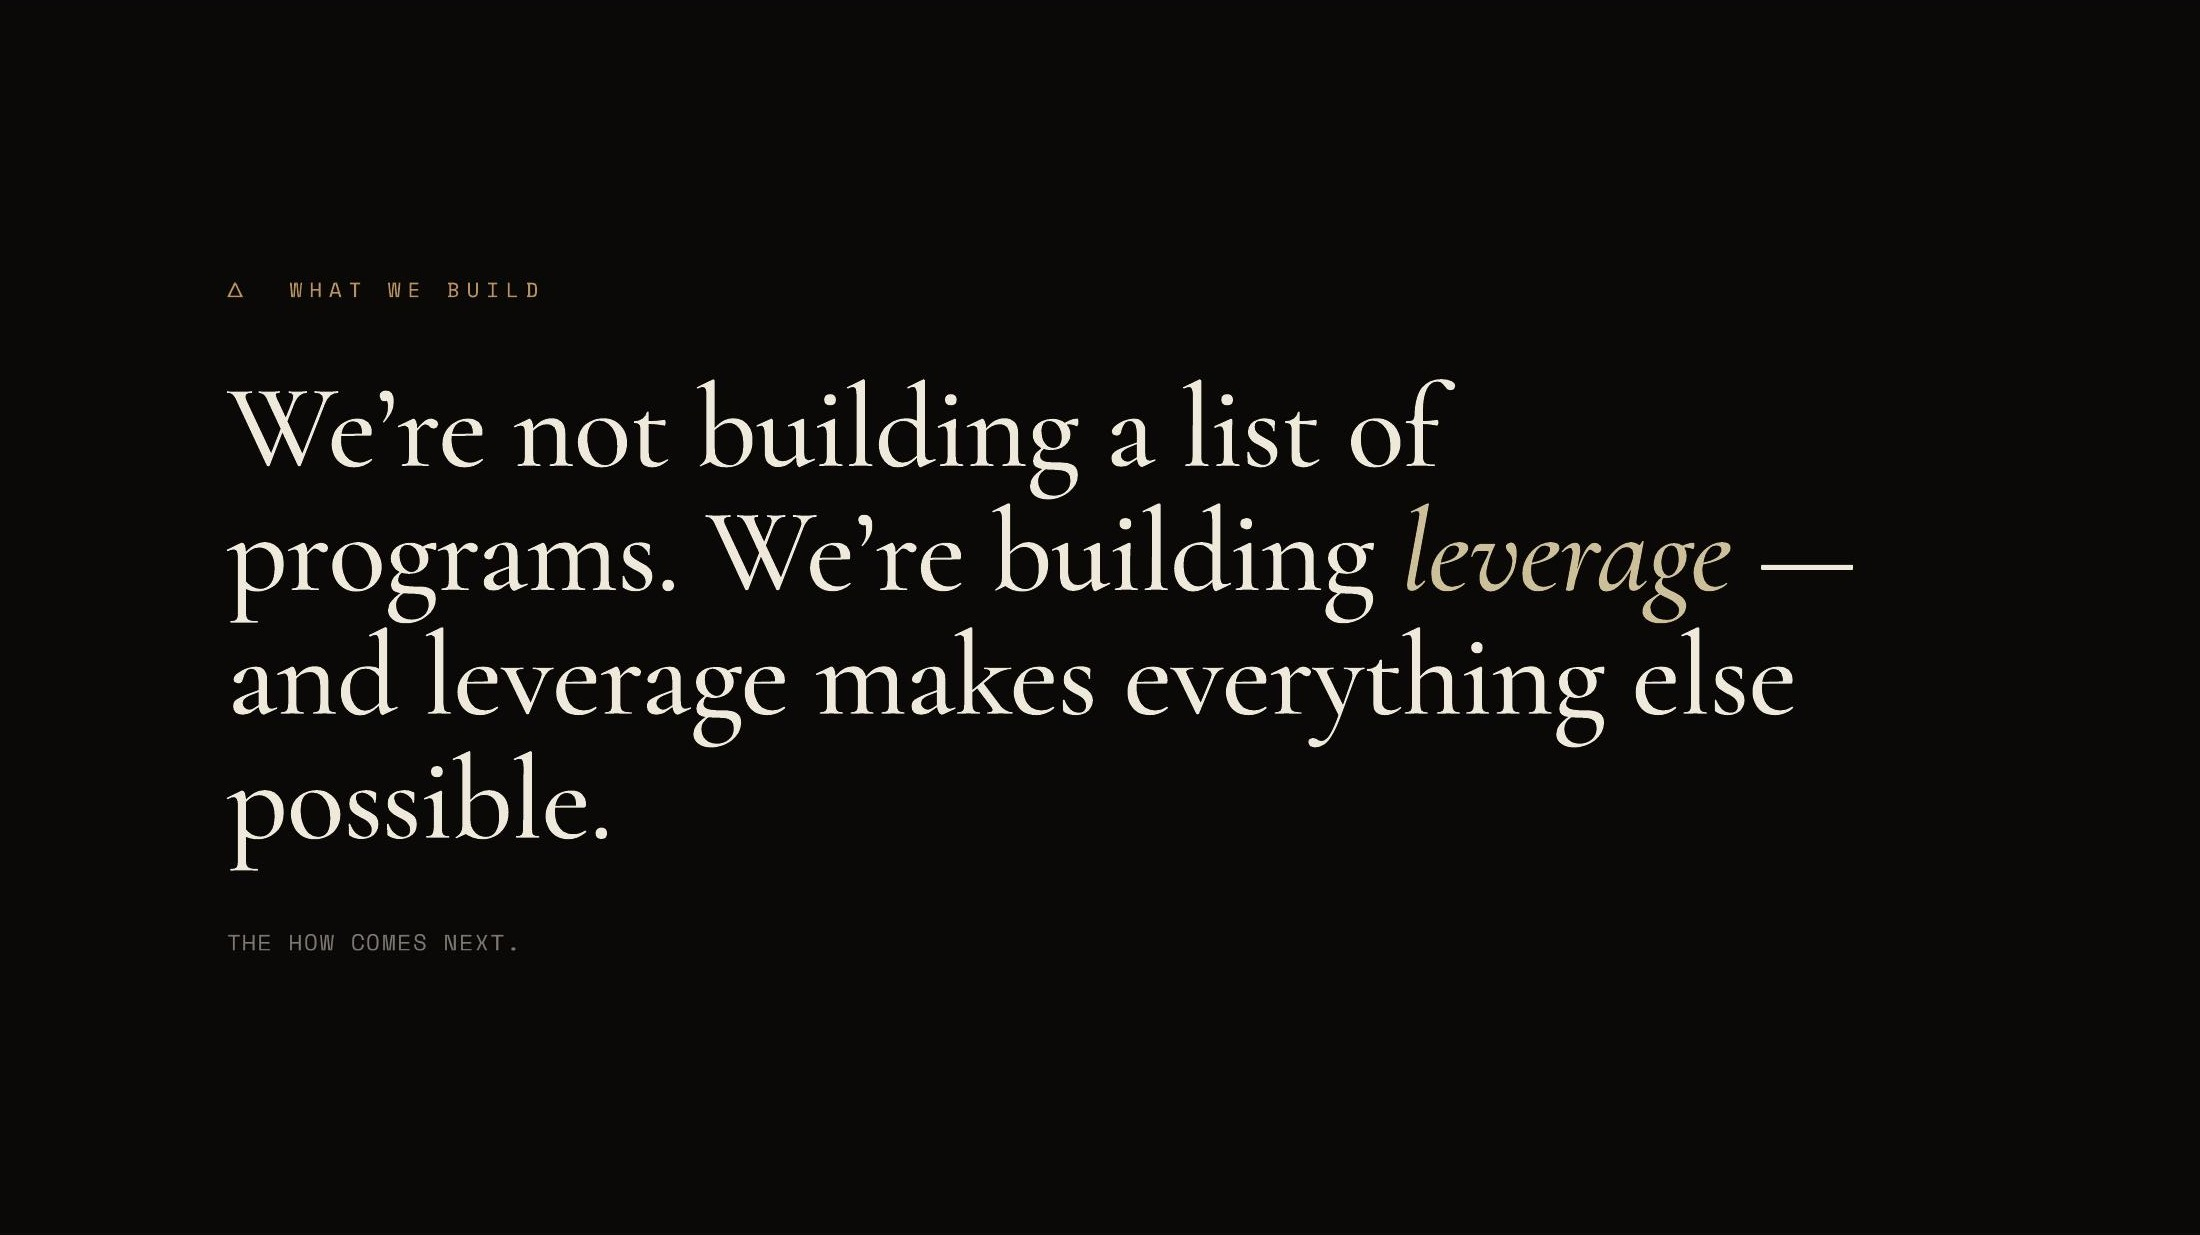 △ WHAT WE BUILD
We’re not building a list of
programs. We’re building leverage —
and leverage makes everything else
possible.
THE HOW COMES NEXT.